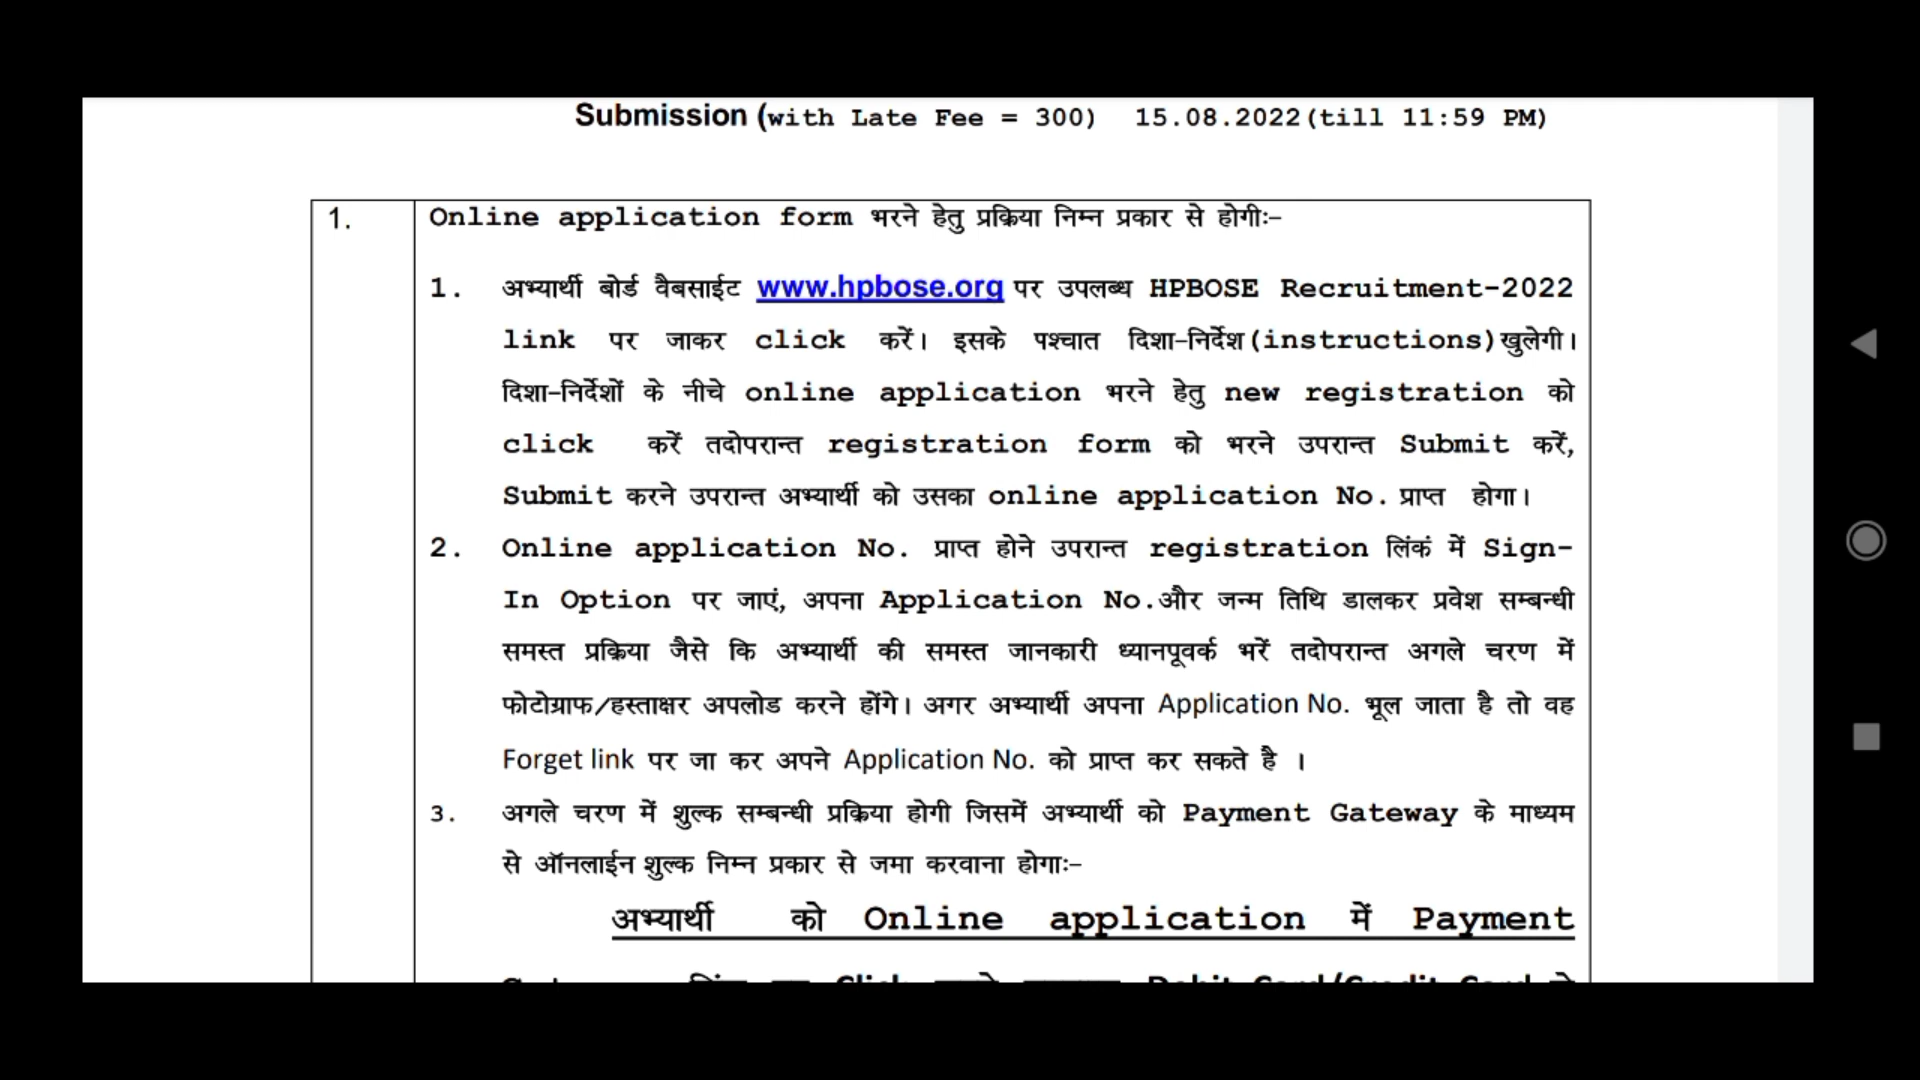 Submission (with Late Fee = 300) 15.08.2022(till 11:59 PM)
1. Online application form भरने हेतु प्रक्रिया निम्न प्रकार से होगीः–
1. अभ्यार्थी बोर्ड वैबसाईट www.hpbose.org पर उपलब्ध HPBOSE Recruitment-2022
link पर जाकर click करें। इसके पश्चात दिशा–निर्देश(instructions)खुलेगी।
दिशा–निर्देशों के नीचे online application भरने हेतु new registration को
click करें तदोपरान्त registration form को भरने उपरान्त Submit करें,
Submit करने उपरान्त अभ्यार्थी को उसका online application No. प्राप्त होगा।
2. Online application No. प्राप्त होने उपरान्त registration लिंकं में Sign-
In Option पर जाएं, अपना Application No.और जन्म तिथि डालकर प्रवेश सम्बन्धी
समस्त प्रक्रिया जैसे कि अभ्यार्थी की समस्त जानकारी ध्यानपूवर्क भरें तदोपरान्त अगले चरण में
फोटोग्राफ/हस्ताक्षर अपलोड करने होंगे। अगर अभ्यार्थी अपना Application No. भूल जाता है तो वह
Forget link पर जा कर अपने Application No. को प्राप्त कर सकते है ।
3. अगले चरण में शुल्क सम्बन्धी प्रक्रिया होगी जिसमें अभ्यार्थी को Payment Gateway के माध्यम
से ऑनलाईन शुल्क निम्न प्रकार से जमा करवाना होगाः–
अभ्यार्थी को Online application में Payment
Click Debit Card/Credit Card से